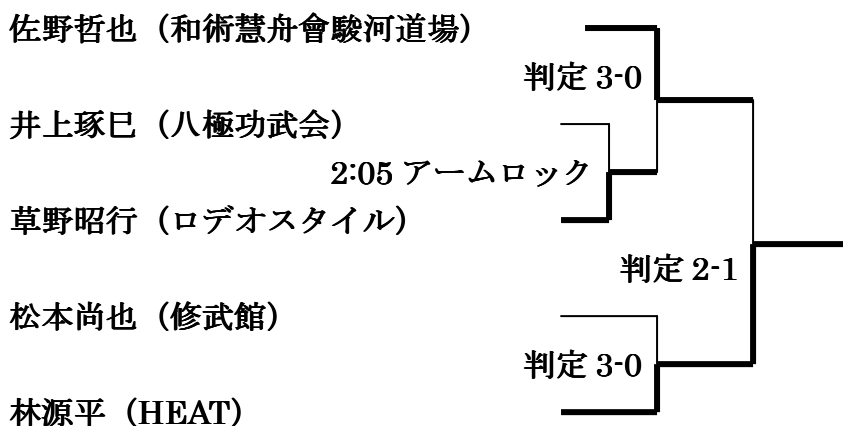 佐野哲也（和術慧舟會駿河道場）
判定 3-0
井上琢巳（八極功武会）
2:05 アームロック
草野昭行（ロデオスタイル）
判定 2-1
松本尚也（修武館）
判定 3-0
林源平（HEAT）